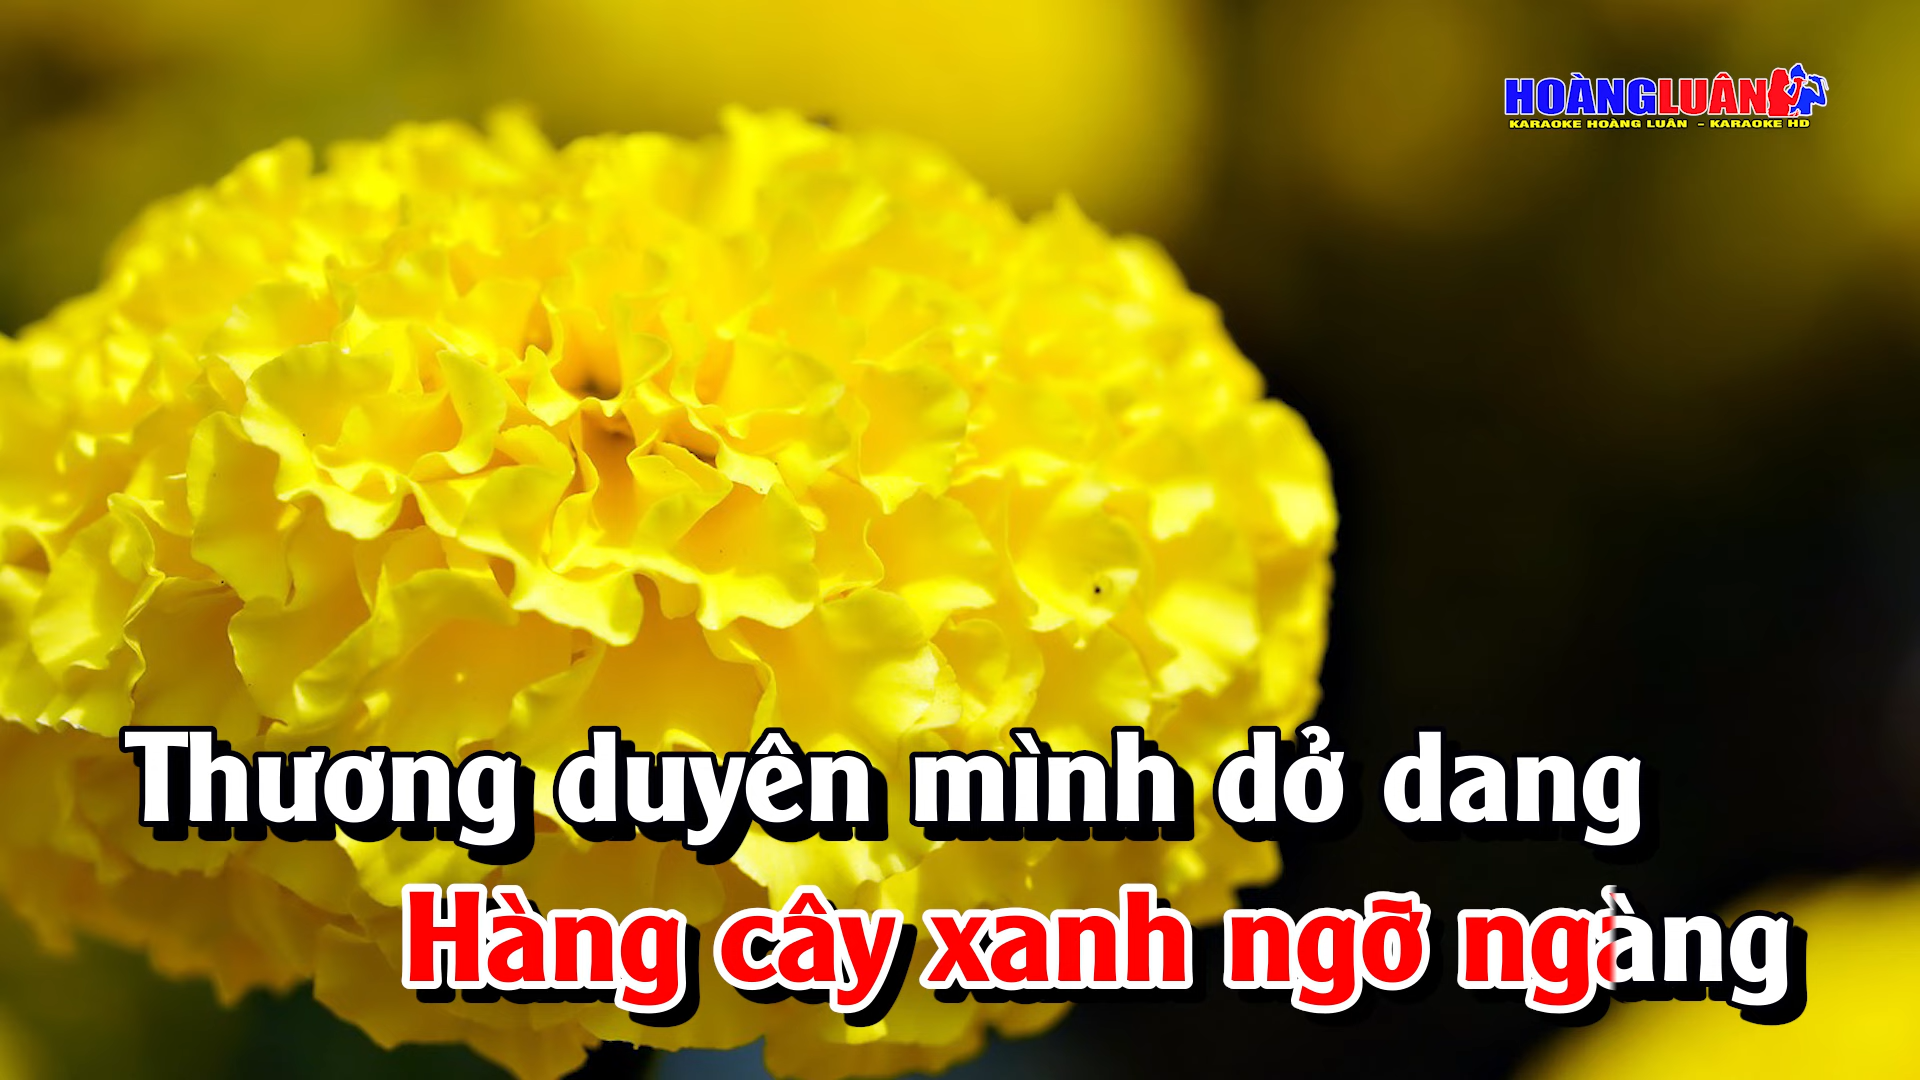 HOÀNGLUÂN
KARAOKE HOÀNG LUÂN - KARAOKE HD
Thương duyên mình dở dang
Hàng cây xanh ngỡ ngàng